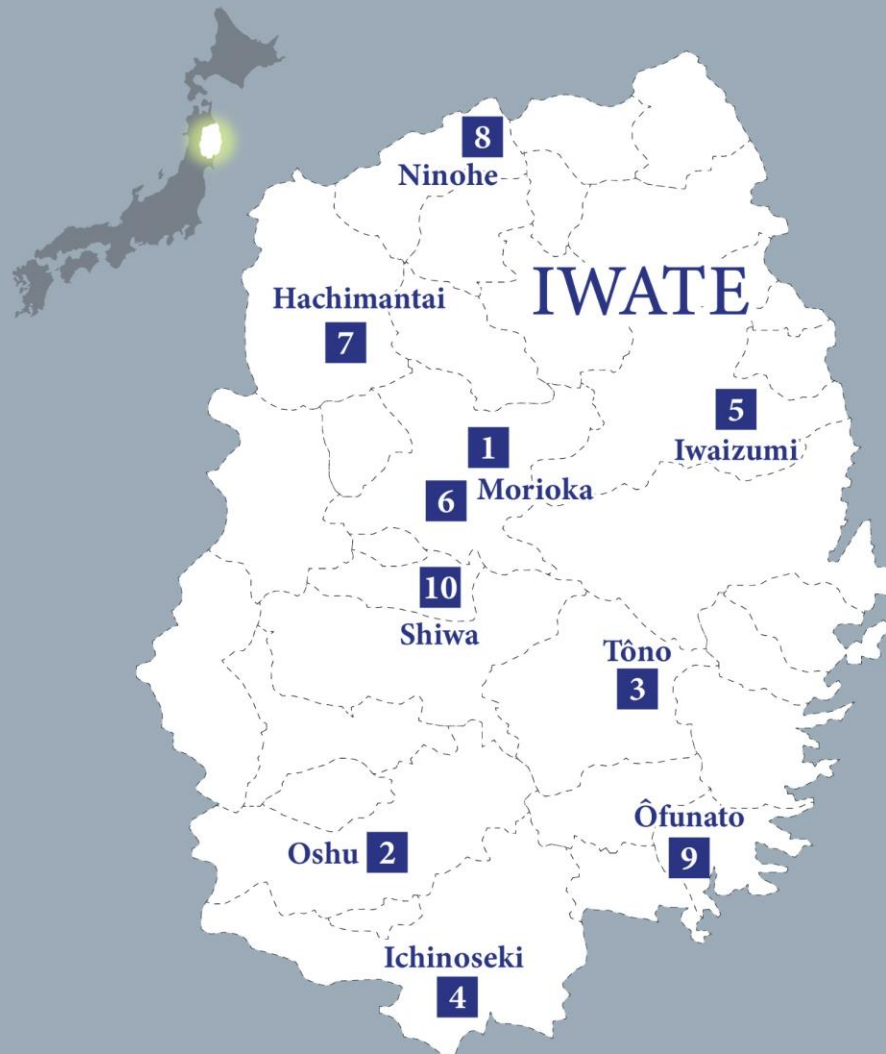 8
Ninohe
IWATE
Hachimantai
7
5
Iwaizumi
1
Morioka
6
10
Shiwa
Tôno
3
Ôfunato
9
Oshu 2
Ichinoseki
4